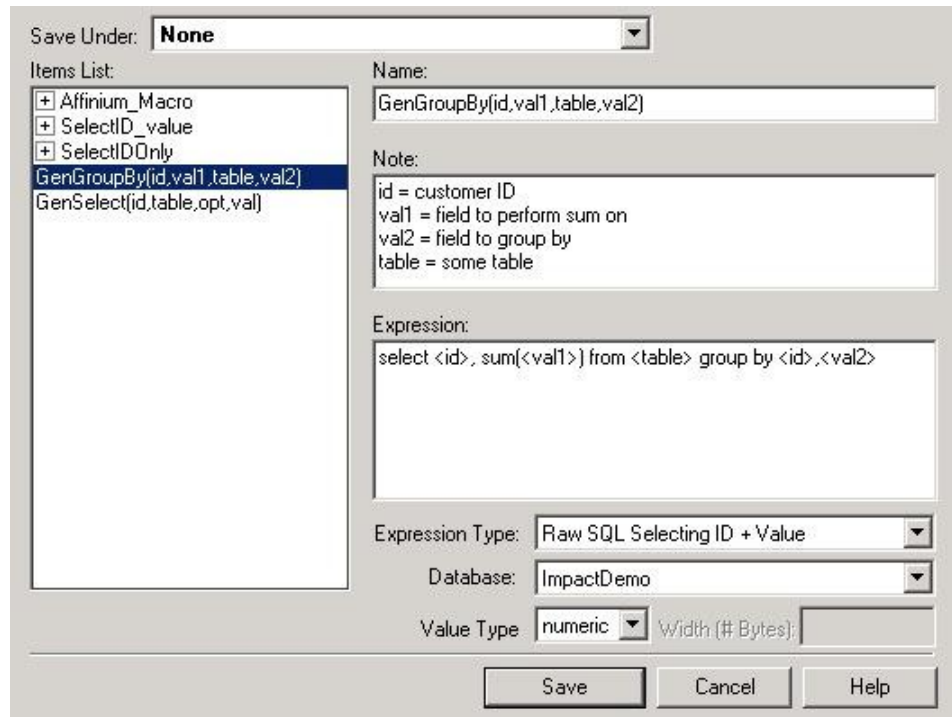 Save Under: None
Items List:
Affinium_Macro
SelectID_value
SelectIDOnly
GenGroupBy(id,val1,table,val2)
GenSelect(id,table,opt,val)
Name:
GenGroupBy(id,val1,table,val2)
Note:
id = customer ID
val1 = field to perform sum on
val2 = field to group by
table = some table
Expression:
select <id>, sum(<val1>) from <table> group by <id>,<val2>
Expression Type: Raw SQL Selecting ID + Value
Database: ImpactDemo
Value Type numeric Width (# Bytes):
Save Cancel Help